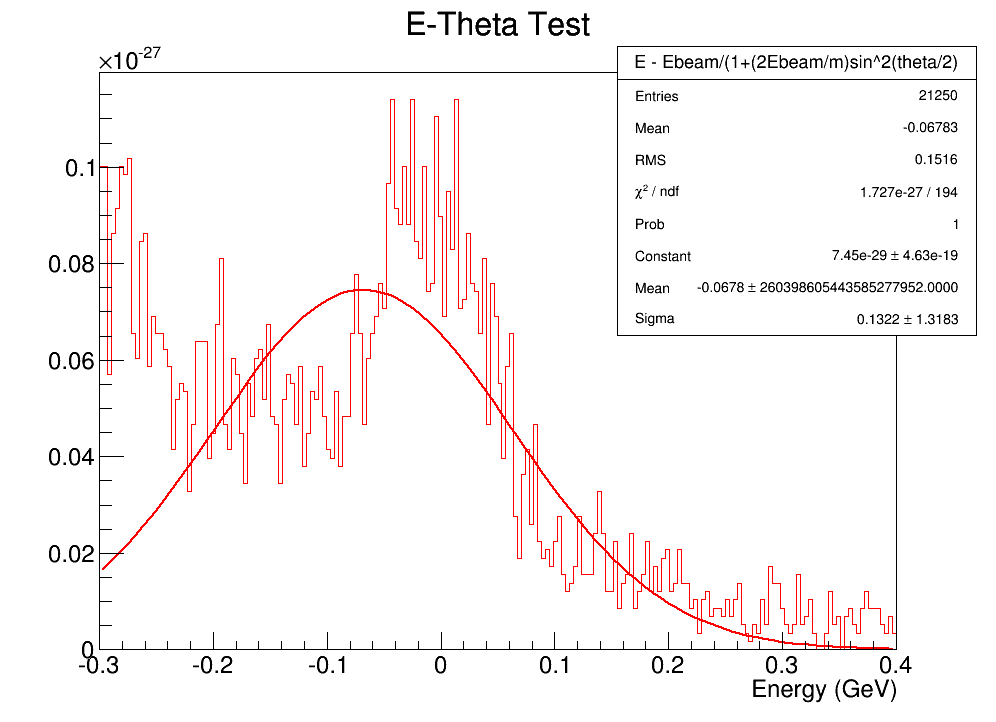 E-Theta Test
×10^-27
E - Ebeam/(1+(2Ebeam/m)sin^2(theta/2)
Entries 21250
Mean -0.06783
RMS 0.1516
χ² / ndf 1.727e-27 / 194
Prob 1
Constant 7.45e-29 ± 4.63e-19
Mean -0.0678 ± 260398605443585277952.0000
Sigma 0.1322 ± 1.3183
0.1
0.08
0.06
0.04
0.02
0
-0.3 -0.2 -0.1 0 0.1 0.2 0.3 0.4
Energy (GeV)